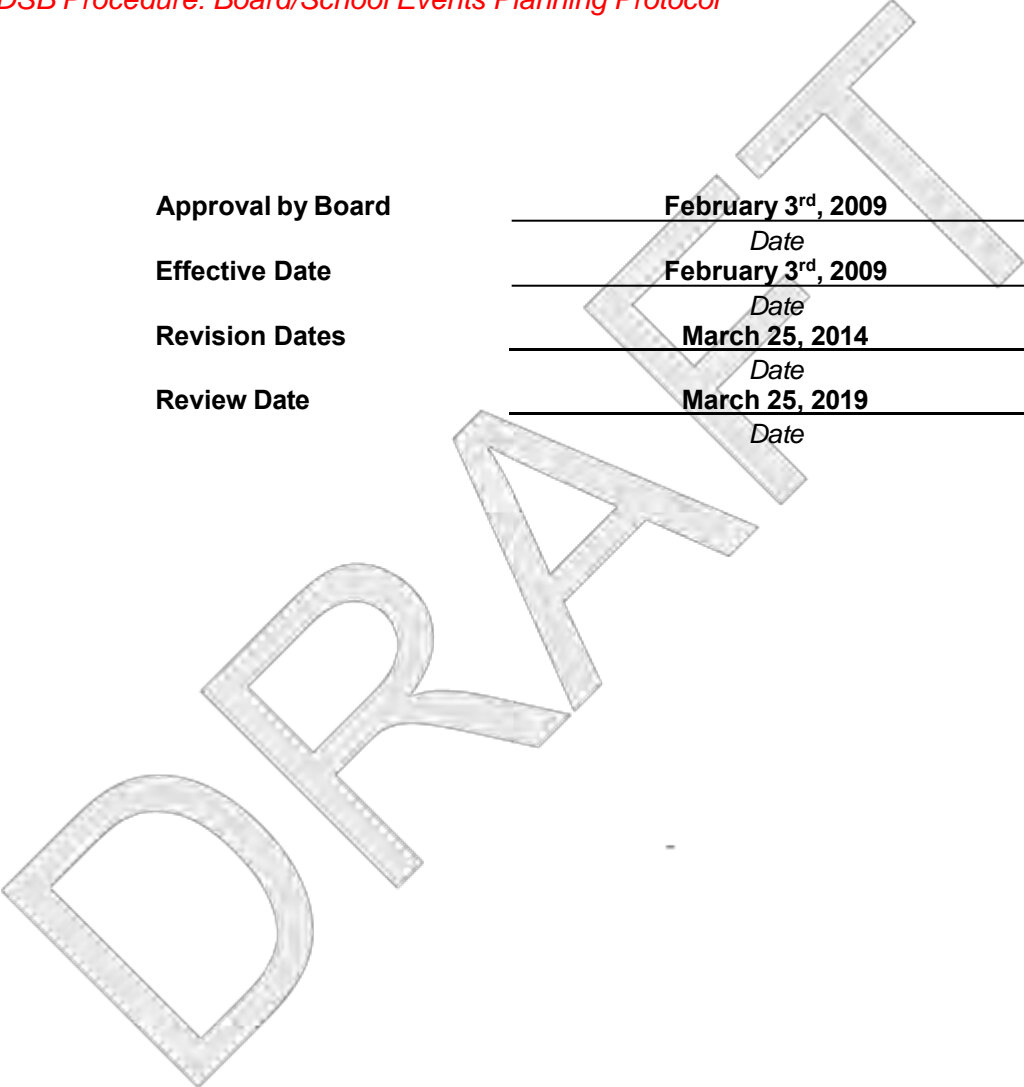 DSB Procedure: Board/School Events Planning Protocol
Approval by Board February 3rd, 2009
Date
Effective Date February 3rd, 2009
Date
Revision Dates March 25, 2014
Date
Review Date March 25, 2019
Date
DRAFT